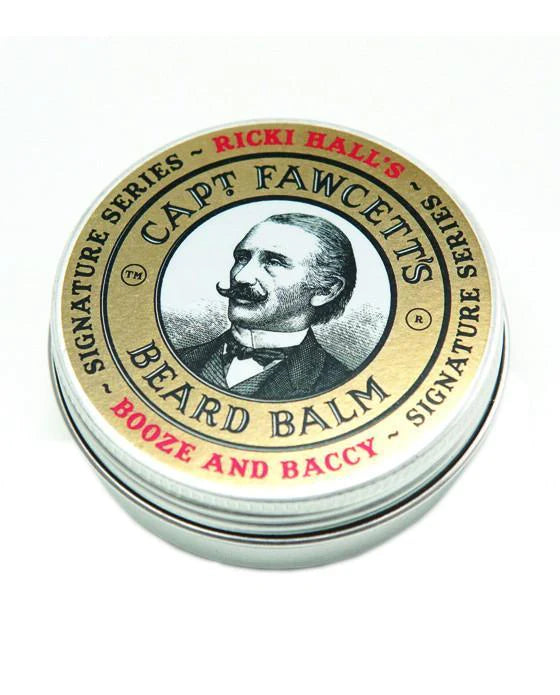 ~ SIGNATURE SERIES ~ RICKI HALL'S ~ SIGNATURE SERIES ~
CAPT FAWCETT'S
TM
R
BEARD BALM
BOOZE AND BACCY